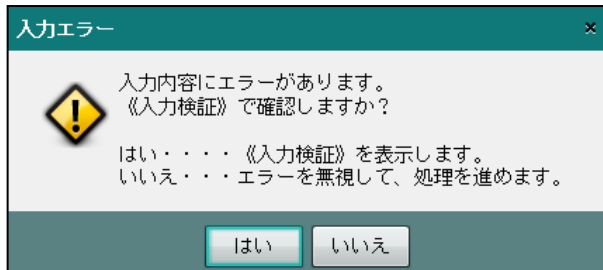 入力エラー
×
入力内容にエラーがあります。
《入力検証》で確認しますか？
はい・・・・《入力検証》を表示します。
いいえ・・・エラーを無視して、処理を進めます。
はい
いいえ